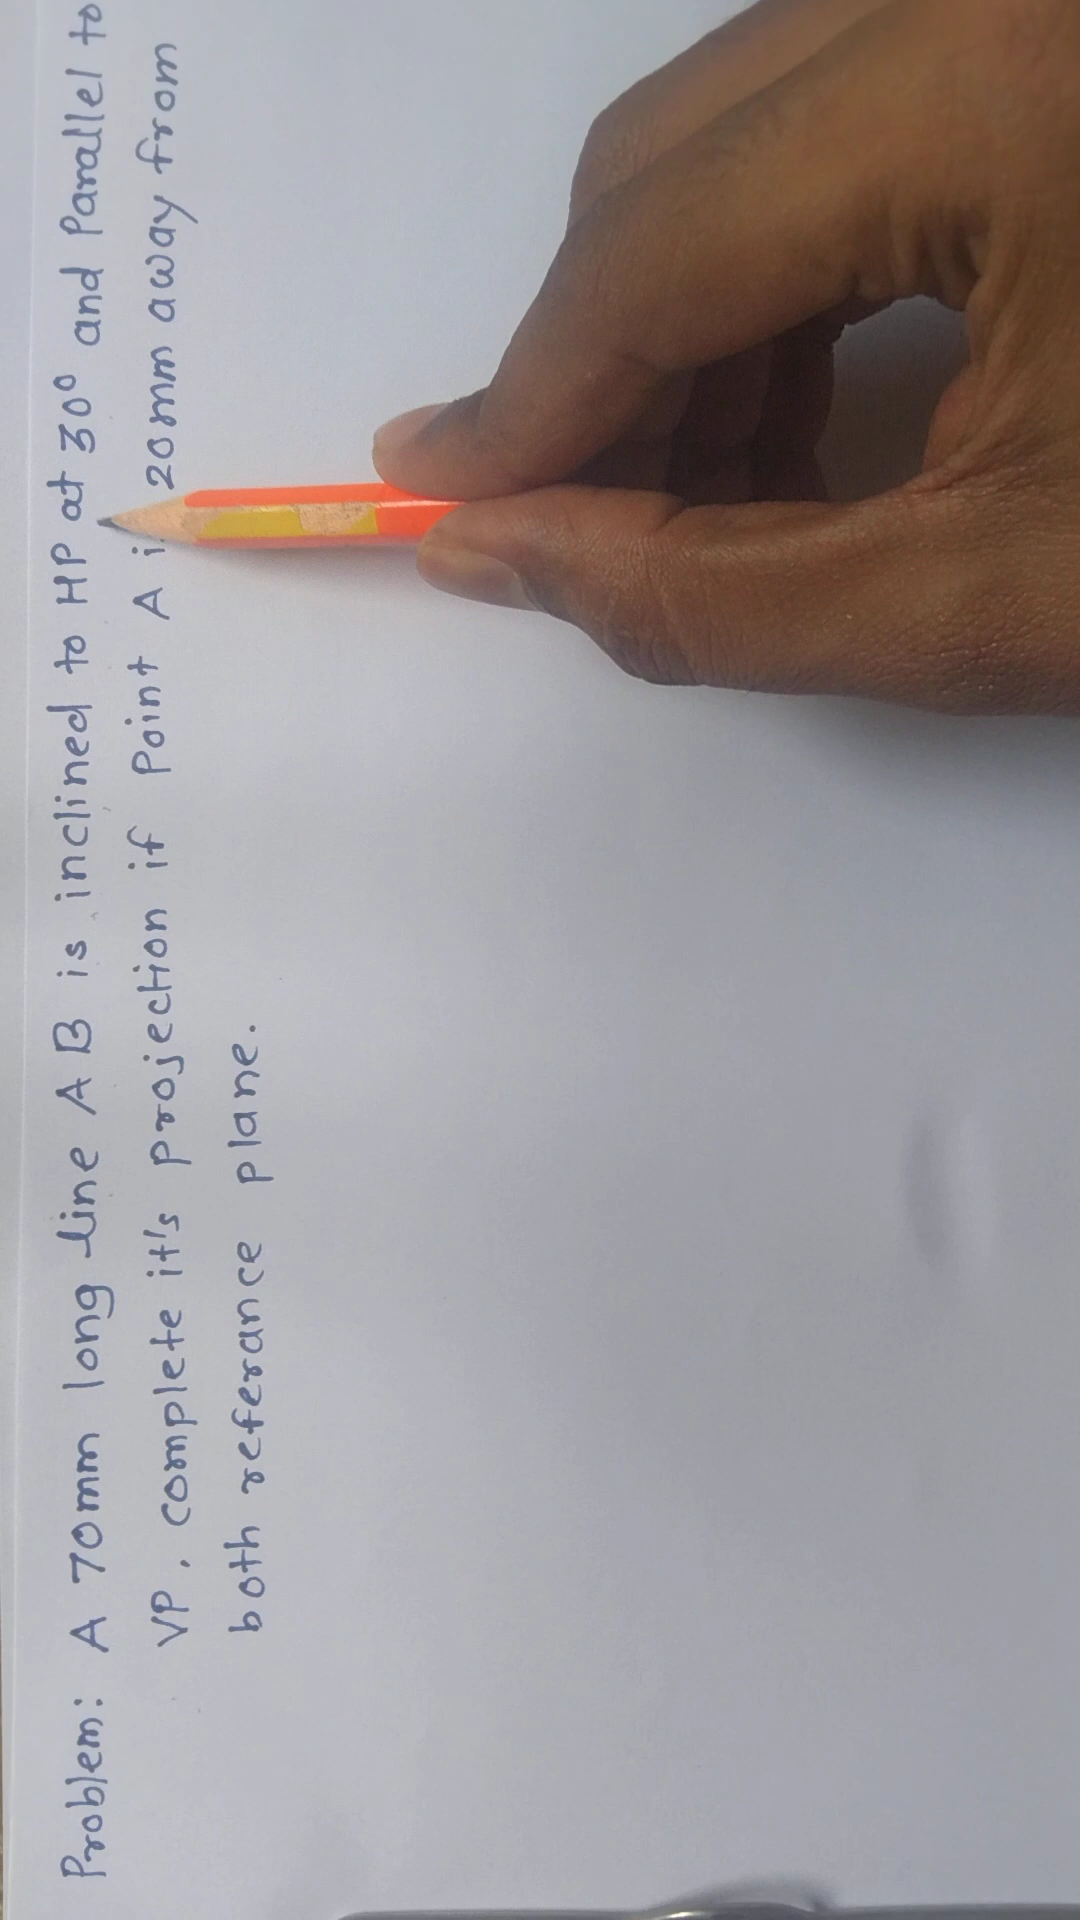 Problem: A 70mm long line AB is inclined to HP at 30° and Parallel to
VP, complete it's projection if Point A 20mm away from
both referance plane.